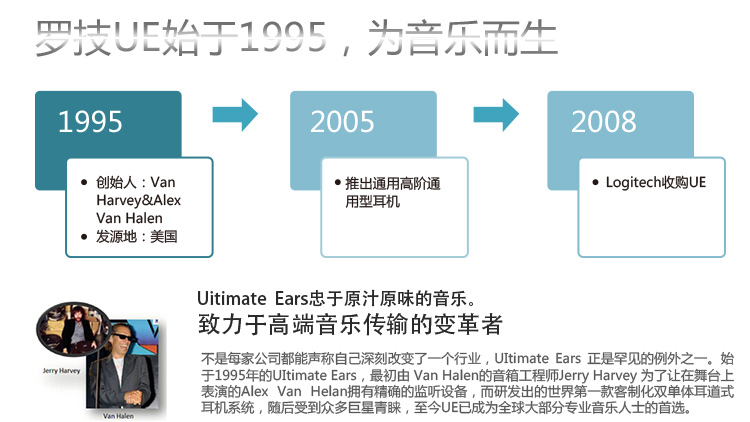 罗技UE始于1995，为音乐而生
1995
2005
2008
• 创始人：Van
Harvey&Alex
Van Halen
• 发源地：美国
• 推出通用高阶通
用型耳机
• Logitech收购UE
Uitimate Ears忠于原汁原味的音乐。
致力于高端音乐传输的变革者
Jerry Harvey
Van Halen
不是每家公司都能声称自己深刻改变了一个行业，UItimate Ears 正是罕见的例外之一。始
于1995年的UItimate Ears，最初由 Van Halen的音箱工程师Jerry Harvey 为了让在舞台上
表演的Alex Van Helan拥有精确的监听设备，而研发出的世界第一款客制化双单体耳道式
耳机系统，随后受到众多巨星青睐，至今UE已成为全球大部分专业音乐人士的首选。